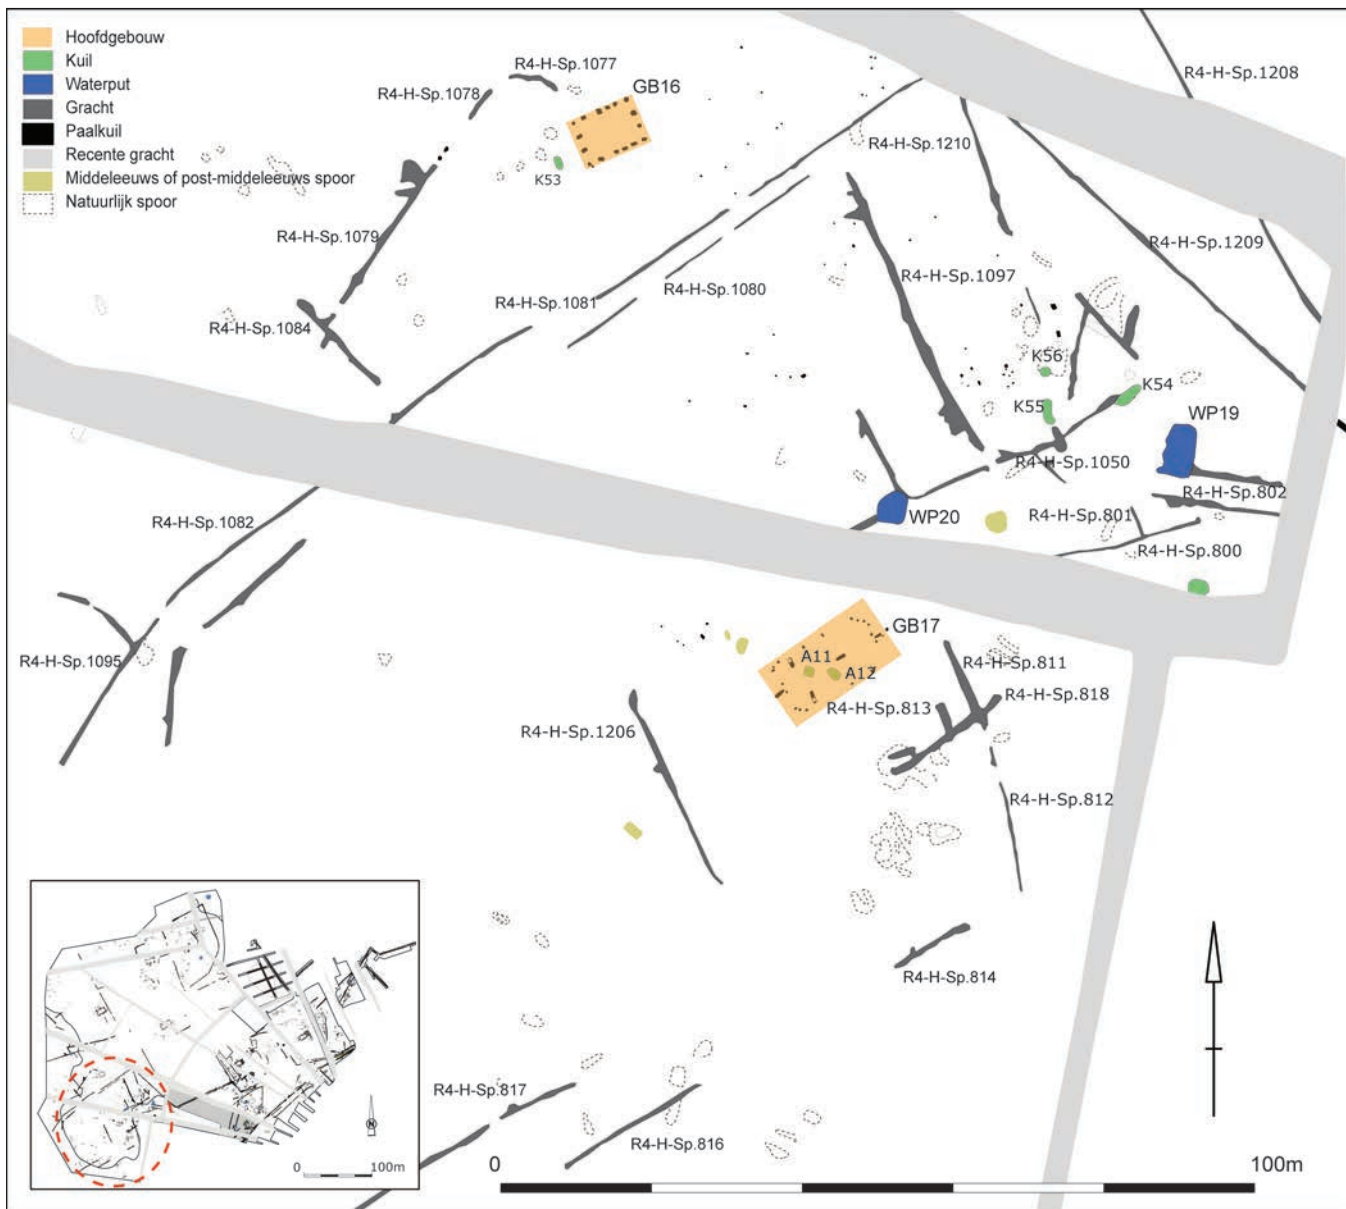 Hoofdgebouw
Kuil
Waterput
Gracht
Paalkuil
Recente gracht
Middeleeuws of post-middeleeuws spoor
Natuurlijk spoor
R4-H-Sp.1077
R4-H-Sp.1078
GB16
R4-H-Sp.1208
R4-H-Sp.1210
K53
R4-H-Sp.1079
R4-H-Sp.1209
R4-H-Sp.1097
R4-H-Sp.1080
R4-H-Sp.1081
R4-H-Sp.1084
K56
K54
K55
WP19
R4-H-Sp.1050
R4-H-Sp.802
WP20
R4-H-Sp.801
R4-H-Sp.1082
R4-H-Sp.800
GB17
A11
R4-H-Sp.1095
R4-H-Sp.811
A12
R4-H-Sp.818
R4-H-Sp.813
R4-H-Sp.1206
R4-H-Sp.812
R4-H-Sp.814
R4-H-Sp.817
N
R4-H-Sp.816
0 100m
0 100m